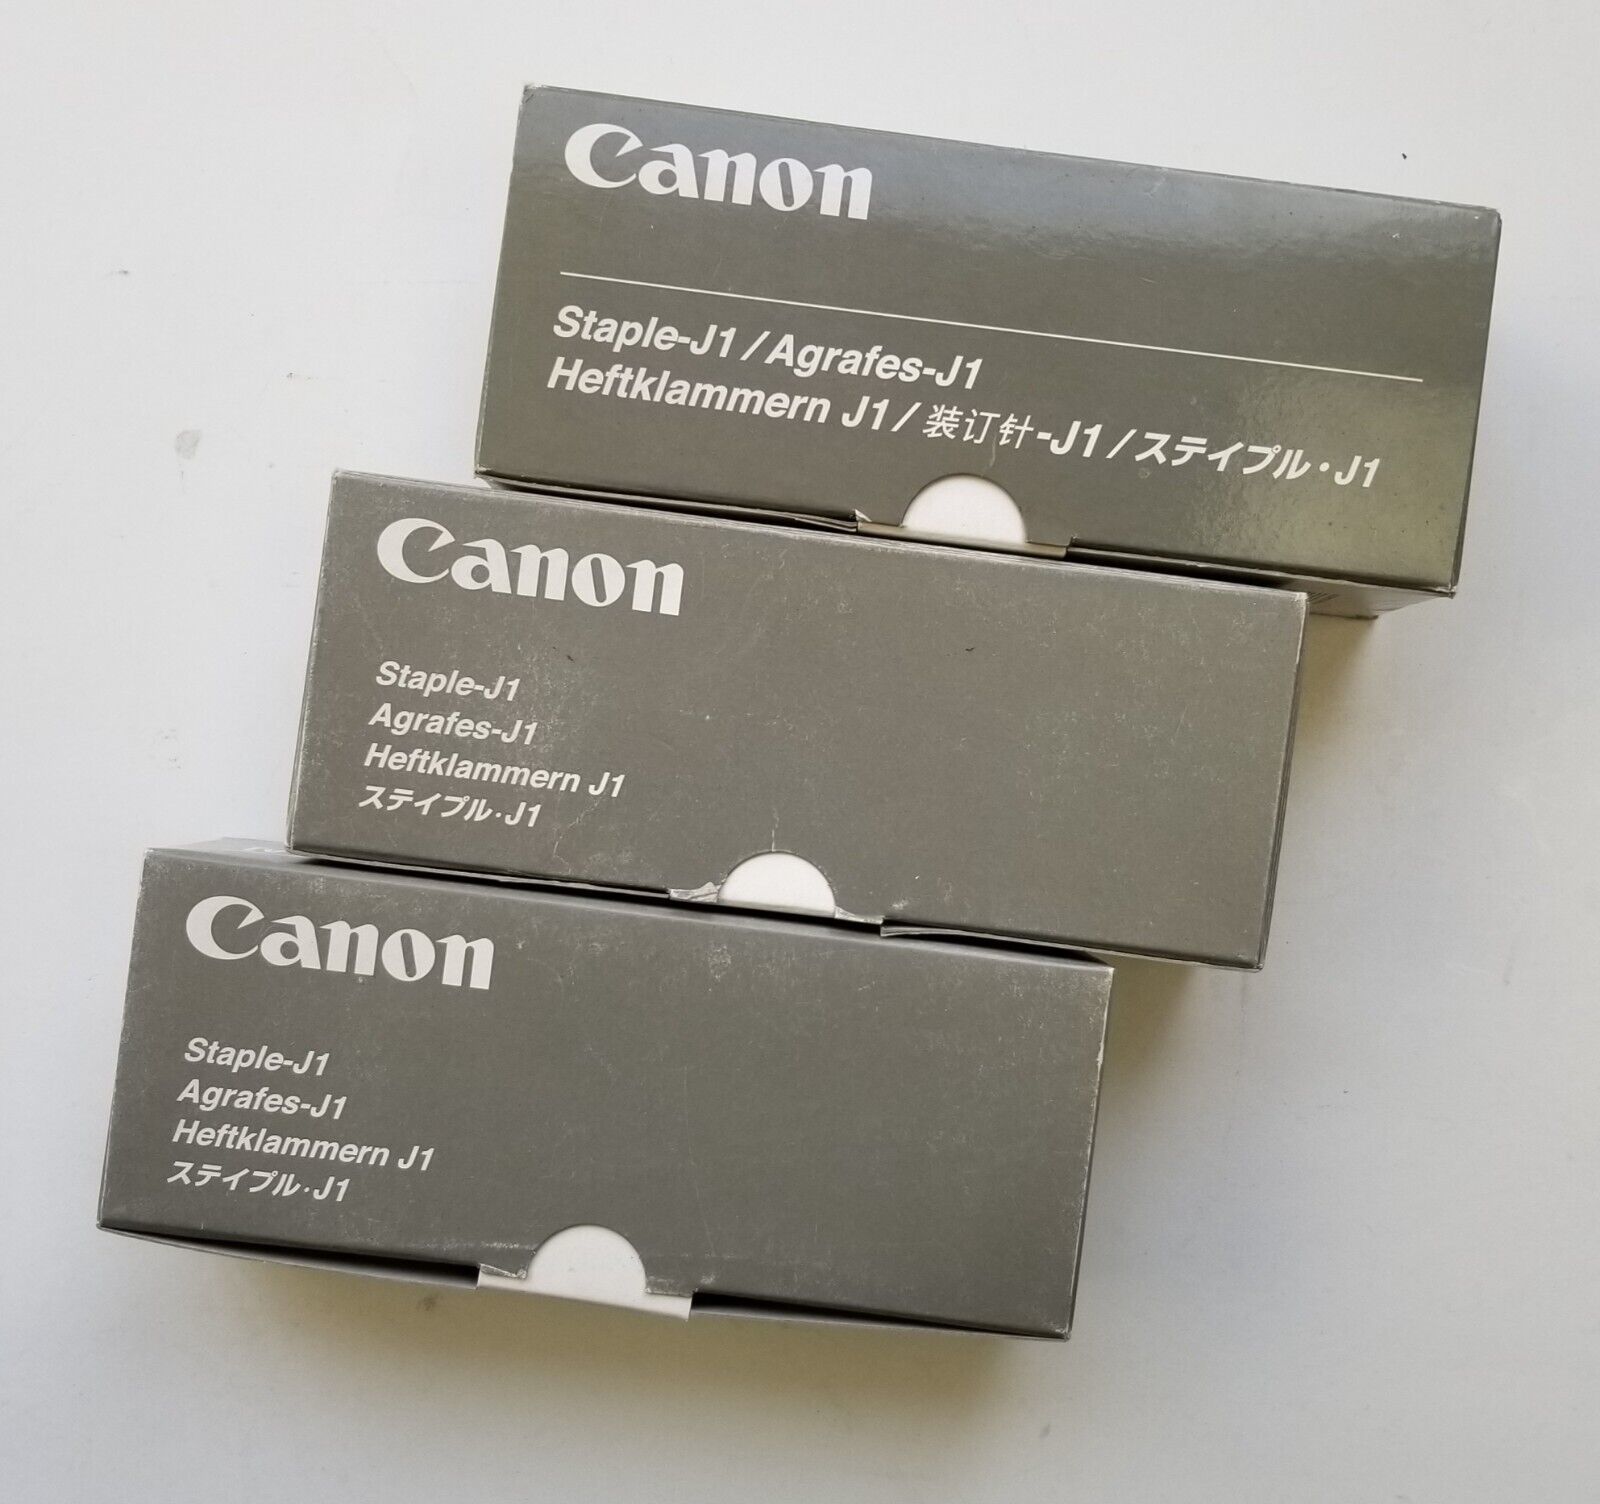 Canon
Staple-J1 / Agrafes-J1
Heftklammern J1 / 装订针-J1 / ステイプル・J1
Canon
Staple-J1
Agrafes-J1
Heftklammern J1
ステイプル・J1
Canon
Staple-J1
Agrafes-J1
Heftklammern J1
ステイプル・J1